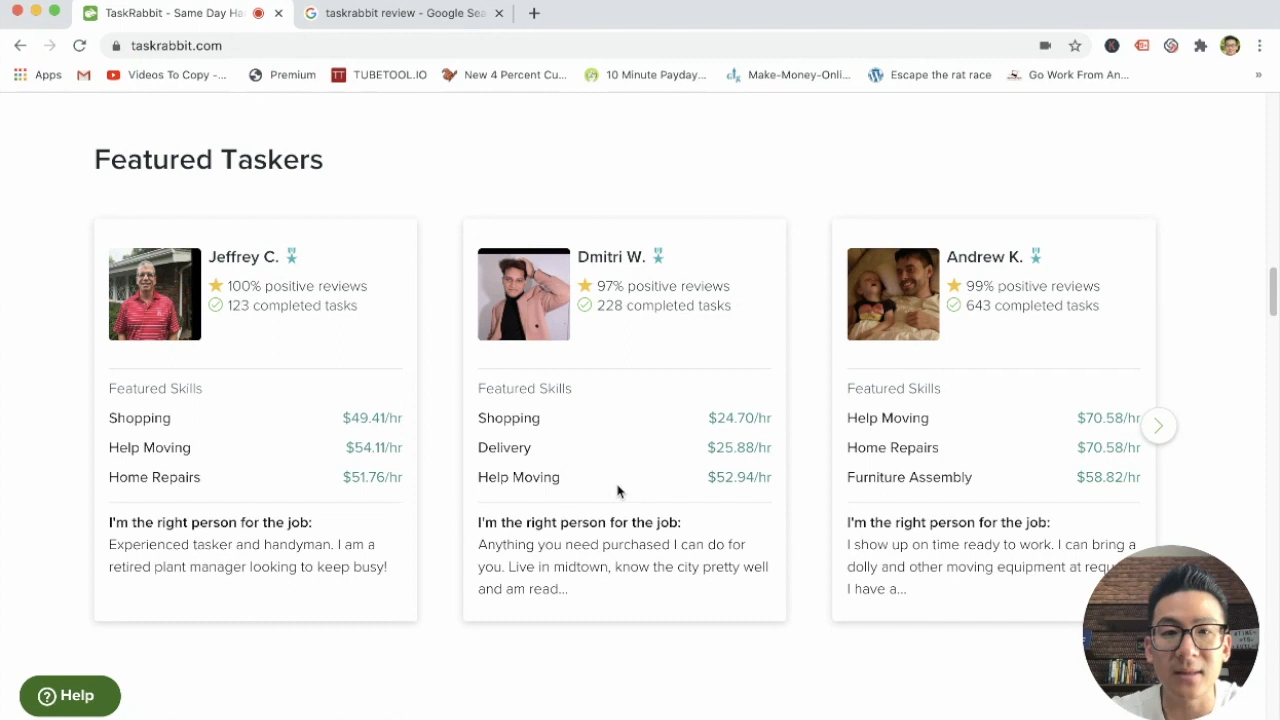 TaskRabbit - Same Day Ha
taskrabbit review - Google Sea
taskrabbit.com
Apps
Videos To Copy -...
Premium
TT TUBETOOL.IO
New 4 Percent Cu...
10 Minute Payday...
Make-Money-Onli...
Escape the rat race
Go Work From An...
»
Featured Taskers
Jeffrey C.
100% positive reviews
123 completed tasks
Featured Skills
Shopping $49.41/hr
Help Moving $54.11/hr
Home Repairs $51.76/hr
I'm the right person for the job:
Experienced tasker and handyman. I am a
retired plant manager looking to keep busy!
Dmitri W.
97% positive reviews
228 completed tasks
Featured Skills
Shopping $24.70/hr
Delivery $25.88/hr
Help Moving $52.94/hr
I'm the right person for the job:
Anything you need purchased I can do for
you. Live in midtown, know the city pretty well
and am read...
Andrew K.
99% positive reviews
643 completed tasks
Featured Skills
Help Moving $70.58/hr
Home Repairs $70.58/hr
Furniture Assembly $58.82/hr
I'm the right person for the job:
I show up on time ready to work. I can bring a
dolly and other moving equipment at requ
I have a...
Help